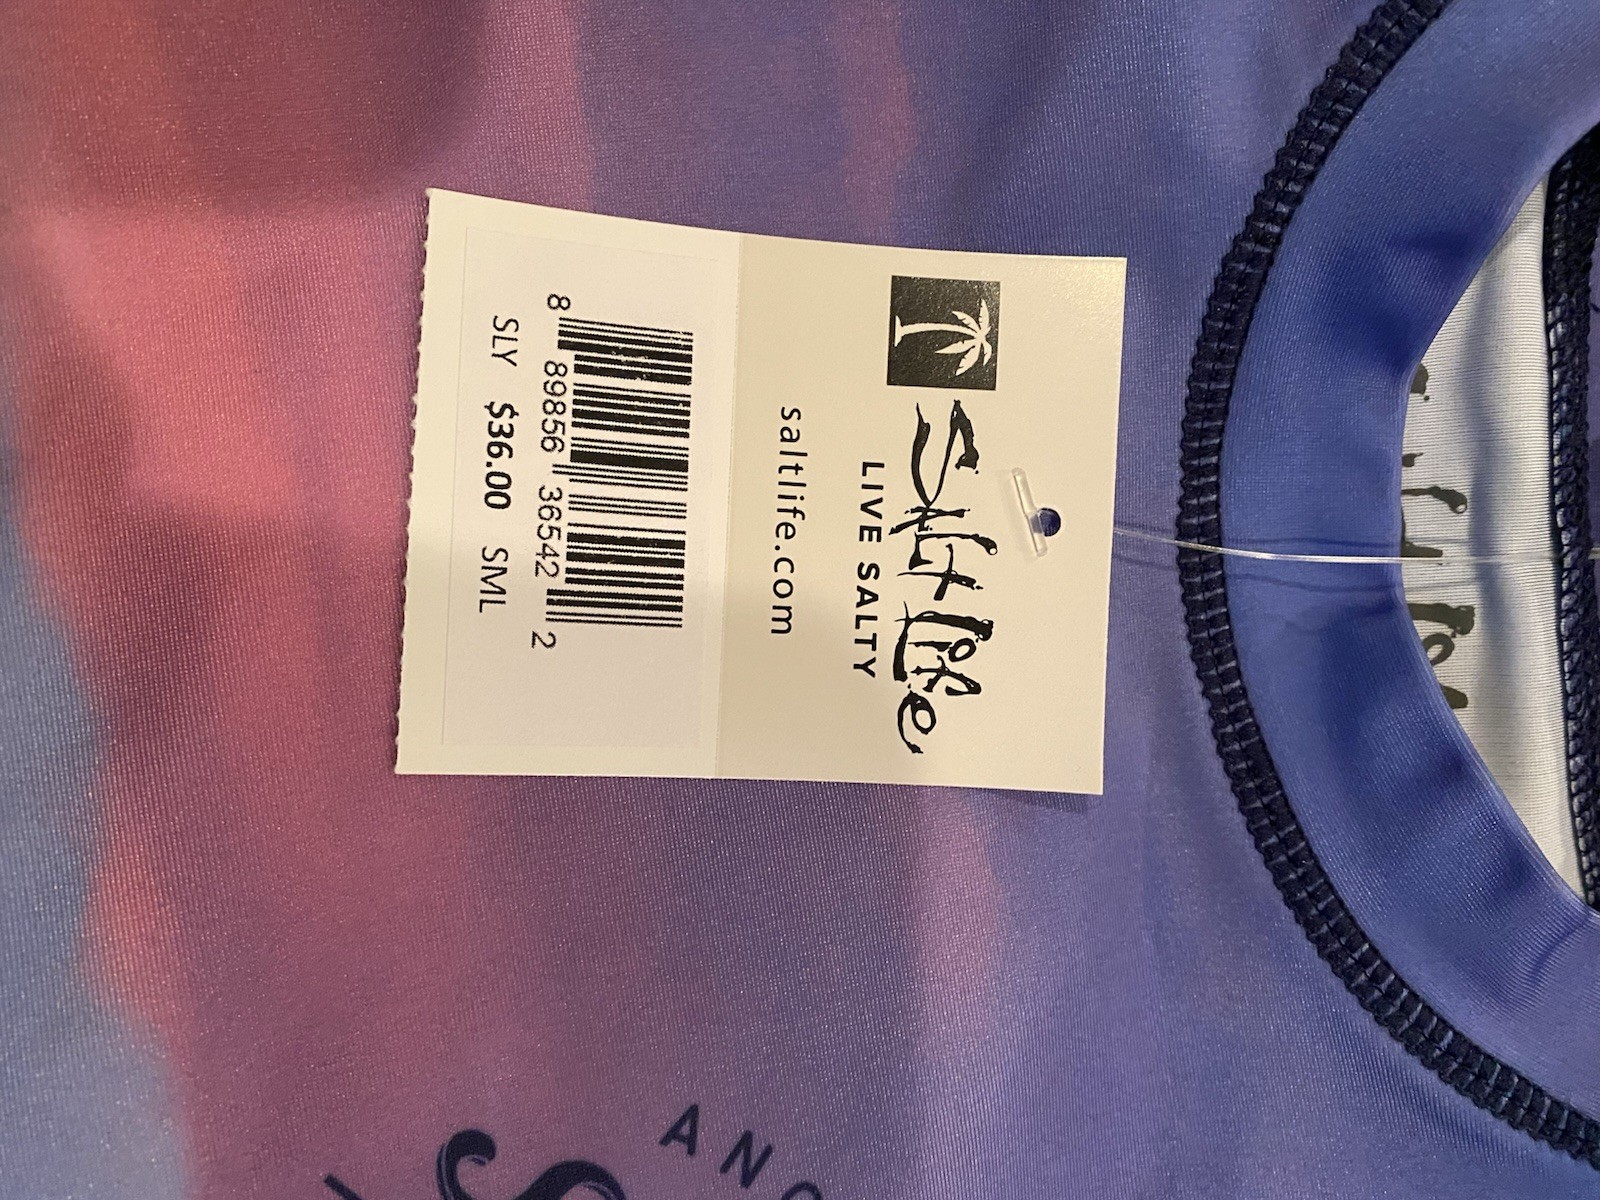 Salt Life
LIVE SALTY
saltlife.com
8 89856 36542 2
SLY $36.00 SML